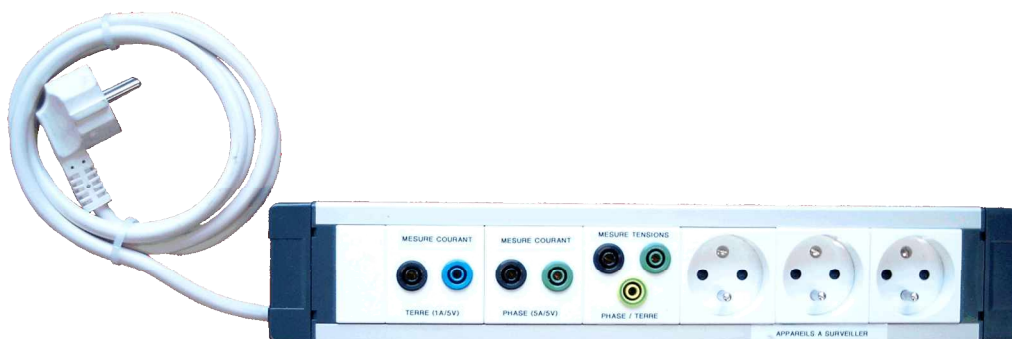 MESURE COURANT
TERRE (1A/5V)
MESURE COURANT
PHASE (5A/5V)
MESURE TENSIONS
PHASE / TERRE
APPAREILS A SURVEILLER